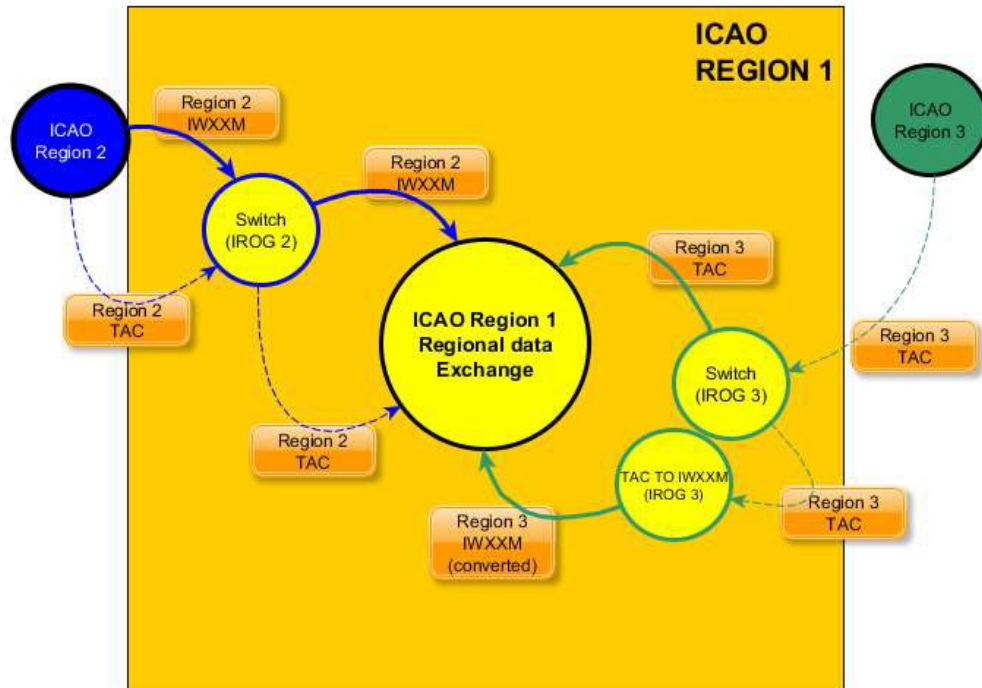 ICAO
REGION 1
ICAO
Region 2
Region 2
IWXXM
Region 2
IWXXM
Switch
(IROG 2)
Region 2
TAC
Region 2
TAC
ICAO Region 1
Regional data
Exchange
ICAO
Region 3
Region 3
TAC
Region 3
TAC
Switch
(IROG 3)
TAC TO IWXXM
(IROG 3)
Region 3
TAC
Region 3
IWXXM
(converted)